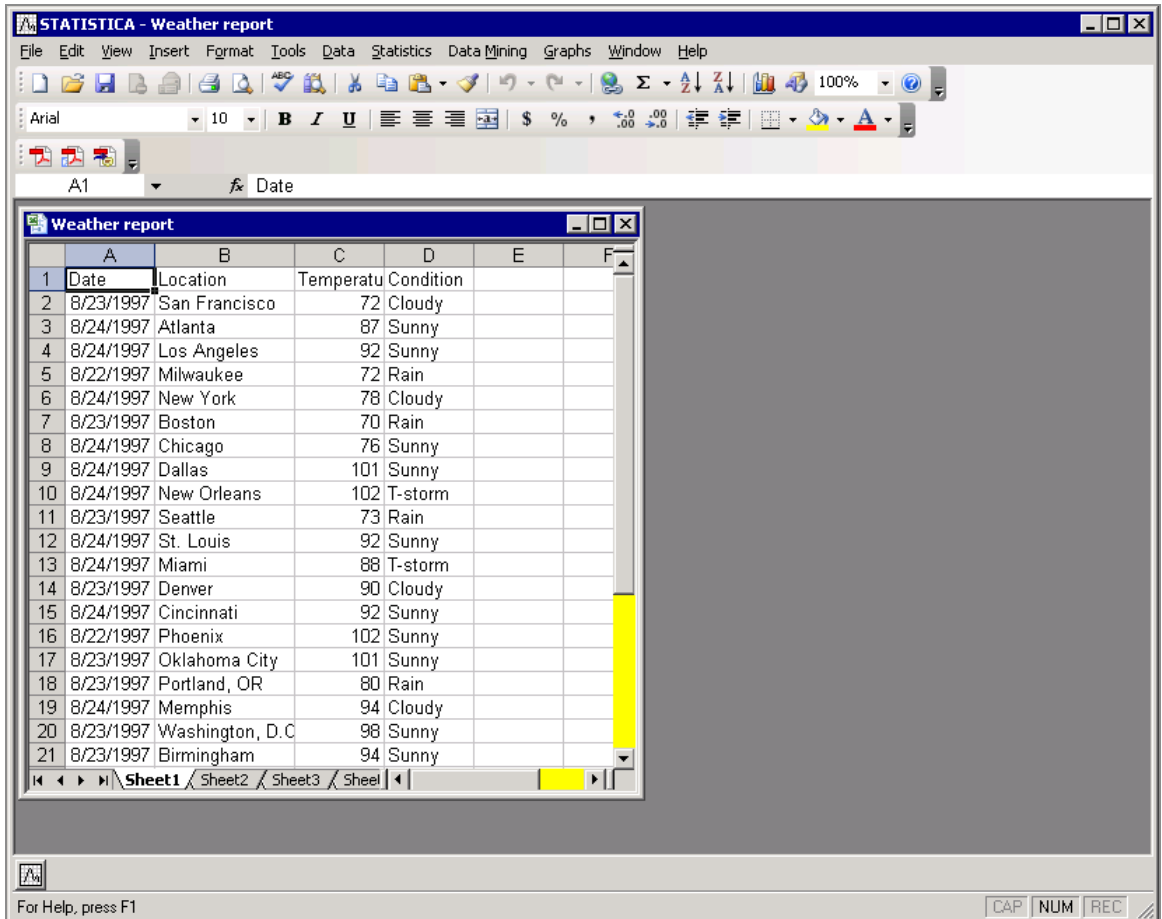 STATISTICA - Weather report
File Edit View Insert Format Tools Data Statistics Data Mining Graphs Window Help
ABC Σ A Z Z A 100% ?
Arial 10 B I U a $ % , .0 .00 .00 .0 A
A1 fx Date
Weather report
A B C D E F
1 Date Location Temperatu Condition
2 8/23/1997 San Francisco 72 Cloudy
3 8/24/1997 Atlanta 87 Sunny
4 8/24/1997 Los Angeles 92 Sunny
5 8/22/1997 Milwaukee 72 Rain
6 8/24/1997 New York 78 Cloudy
7 8/23/1997 Boston 70 Rain
8 8/24/1997 Chicago 76 Sunny
9 8/24/1997 Dallas 101 Sunny
10 8/24/1997 New Orleans 102 T-storm
11 8/23/1997 Seattle 73 Rain
12 8/24/1997 St. Louis 92 Sunny
13 8/24/1997 Miami 88 T-storm
14 8/23/1997 Denver 90 Cloudy
15 8/24/1997 Cincinnati 92 Sunny
16 8/22/1997 Phoenix 102 Sunny
17 8/23/1997 Oklahoma City 101 Sunny
18 8/23/1997 Portland, OR 80 Rain
19 8/24/1997 Memphis 94 Cloudy
20 8/23/1997 Washington, D.C 98 Sunny
21 8/23/1997 Birmingham 94 Sunny
Sheet1 Sheet2 Sheet3 Sheel
For Help, press F1 CAP NUM REC